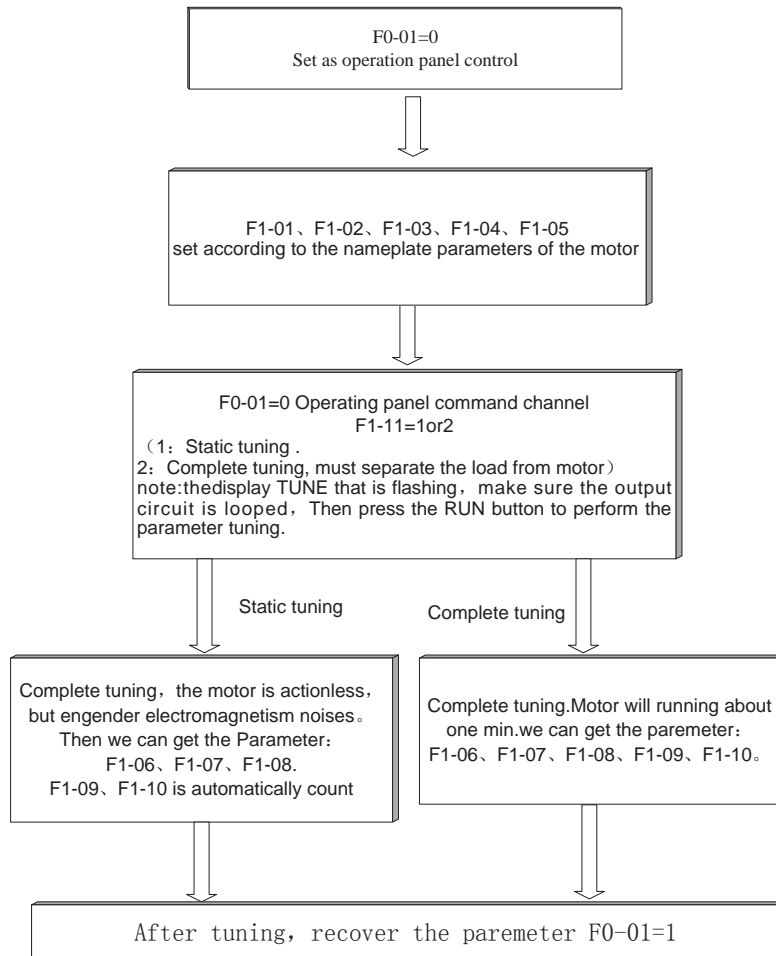 F0-01=0
Set as operation panel control
F1-01、F1-02、F1-03、F1-04、F1-05
set according to the nameplate parameters of the motor
F0-01=0 Operating panel command channel
F1-11=1or2
（1：Static tuning .
2：Complete tuning, must separate the load from motor）
note:thedisplay TUNE that is flashing，make sure the output
circuit is looped，Then press the RUN button to perform the
parameter tuning.
Static tuning
Complete tuning
Complete tuning，the motor is actionless，
but engender electromagnetism noises。
Then we can get the Parameter：
F1-06、F1-07、F1-08.
F1-09、F1-10 is automatically count
Complete tuning.Motor will running about
one min.we can get the paremeter：
F1-06、F1-07、F1-08、F1-09、F1-10。
After tuning, recover the paremeter F0-01=1